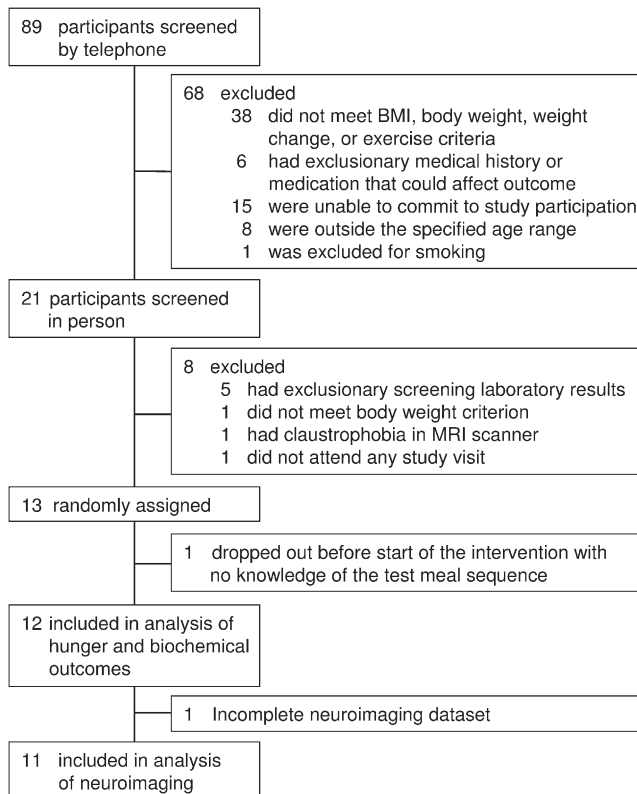 89 participants screened
by telephone
68 excluded
38 did not meet BMI, body weight, weight
change, or exercise criteria
6 had exclusionary medical history or
medication that could affect outcome
15 were unable to commit to study participation
8 were outside the specified age range
1 was excluded for smoking
21 participants screened
in person
8 excluded
5 had exclusionary screening laboratory results
1 did not meet body weight criterion
1 had claustrophobia in MRI scanner
1 did not attend any study visit
13 randomly assigned
1 dropped out before start of the intervention with
no knowledge of the test meal sequence
12 included in analysis of
hunger and biochemical
outcomes
1 Incomplete neuroimaging dataset
11 included in analysis
of neuroimaging